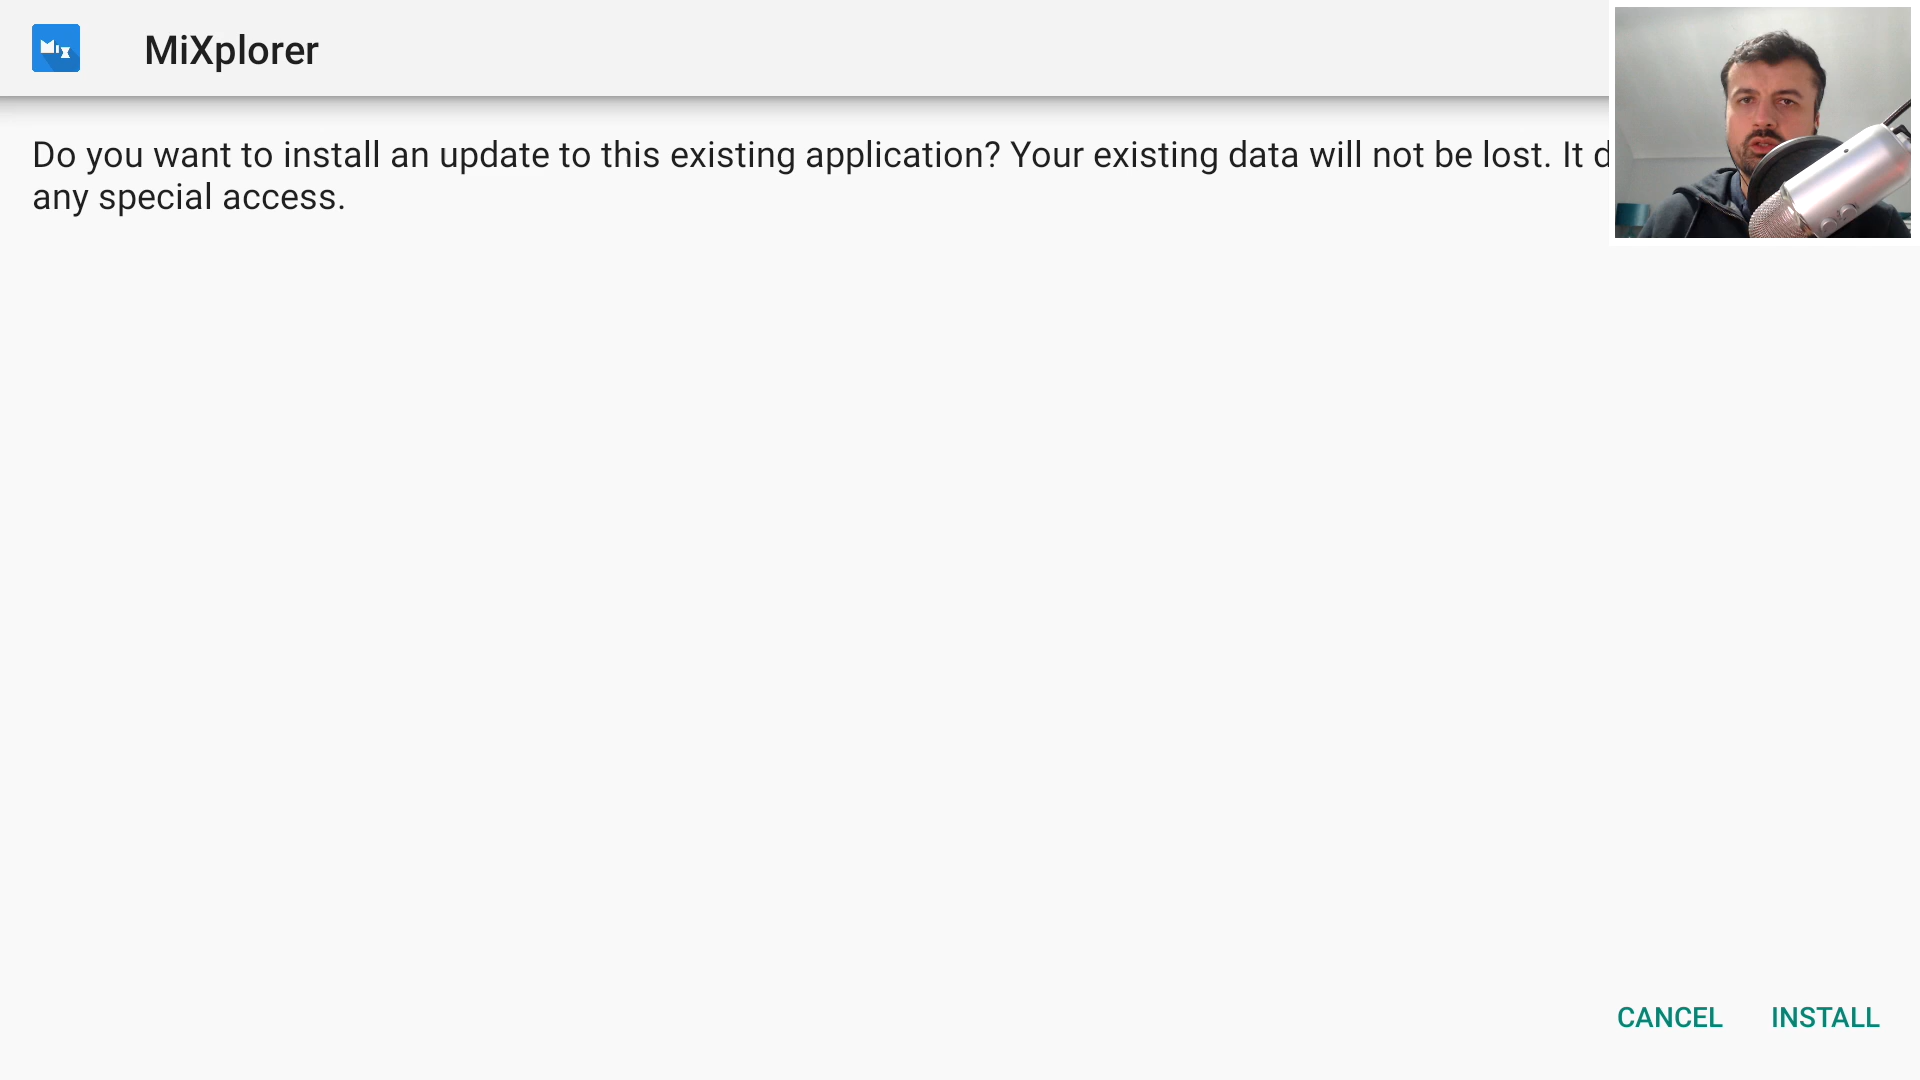 MiX
MiXplorer
Do you want to install an update to this existing application? Your existing data will not be lost. It
any special access.
CANCEL
INSTALL